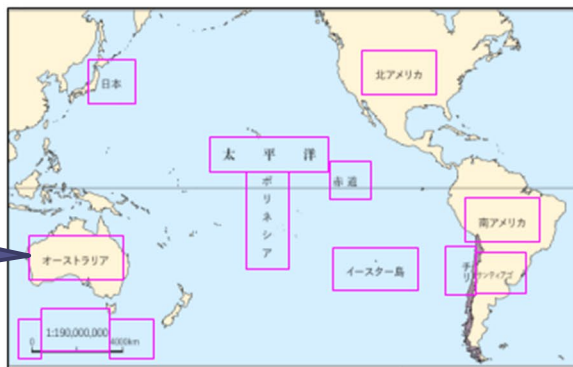 日本
北アメリカ
太平洋
赤道
ポリネシア
南アメリカ
オーストラリア
イースター島
チリ
サンティアゴ
1:190,000,000
0 4000km